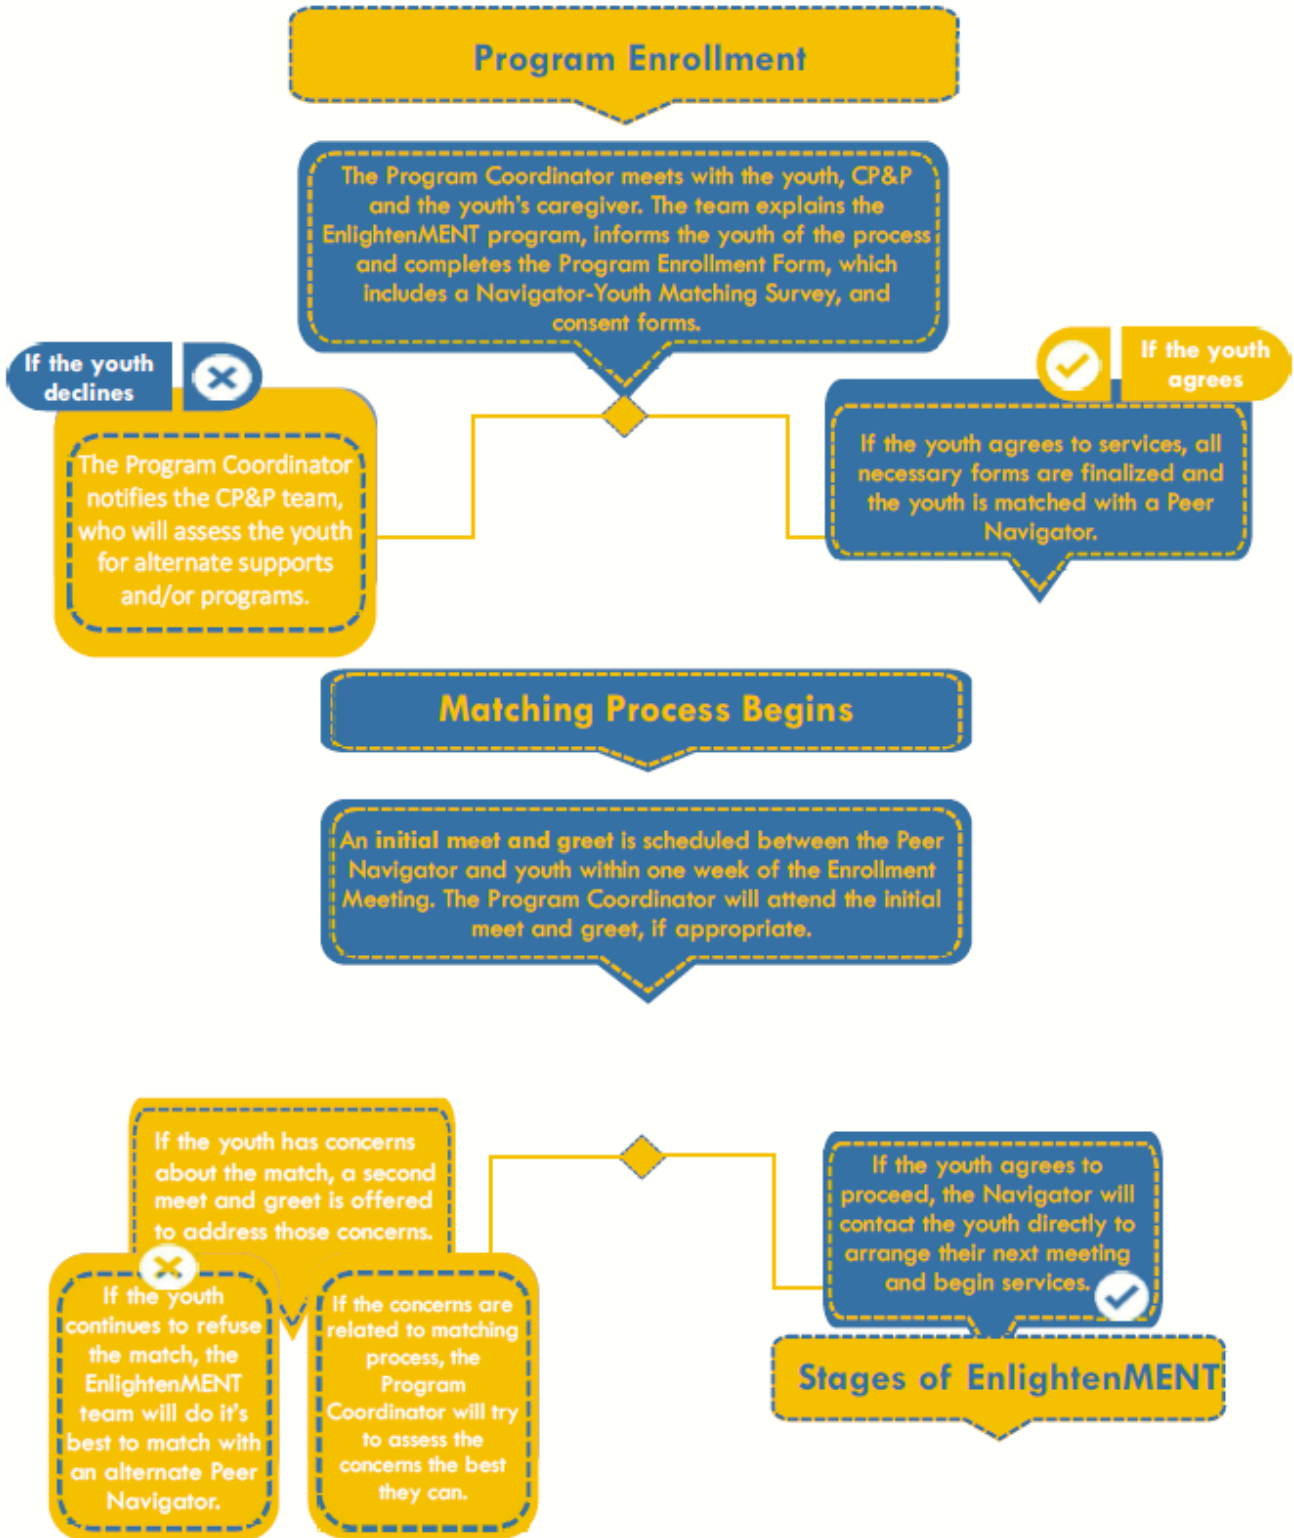 Program Enrollment
The Program Coordinator meets with the youth, CP&P
and the youth's caregiver. The team explains the
EnlightenMENT program, informs the youth of the process
and completes the Program Enrollment Form, which
includes a Navigator-Youth Matching Survey, and
consent forms.
If the youth
declines
The Program Coordinator
notifies the CP&P team,
who will assess the youth
for alternate supports
and/or programs.
If the youth
agrees
If the youth agrees to services, all
necessary forms are finalized and
the youth is matched with a Peer
Navigator.
Matching Process Begins
An initial meet and greet is scheduled between the Peer
Navigator and youth within one week of the Enrollment
Meeting. The Program Coordinator will attend the initial
meet and greet, if appropriate.
If the youth has concerns
about the match, a second
meet and greet is offered
to address those concerns.
If the youth
continues to refuse
the match, the
EnlightenMENT
team will do it's
best to match with
an alternate Peer
Navigator.
If the concerns are
related to matching
process, the
Program
Coordinator will try
to assess the
concerns the best
they can.
If the youth agrees to
proceed, the Navigator will
contact the youth directly to
arrange their next meeting
and begin services.
Stages of EnlightenMENT